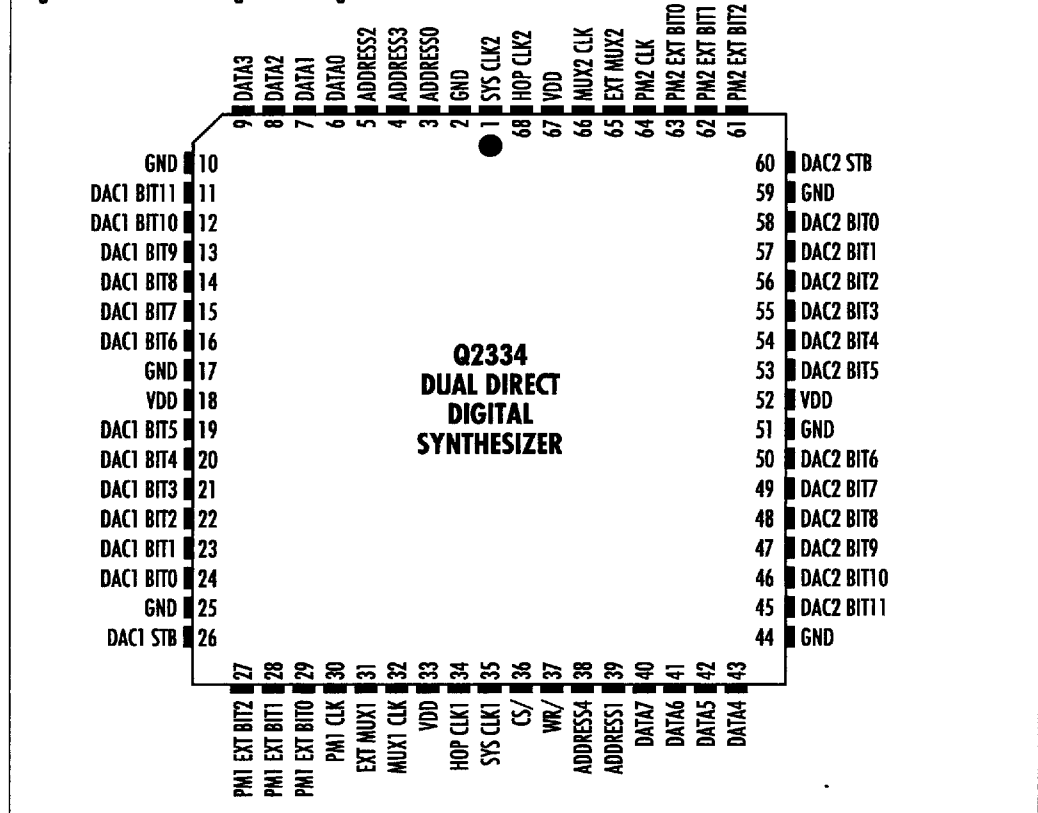 DATA3
DATA2
DATA1
DATA0
ADDRESS2
ADDRESS3
ADDRESS0
GND
SYS CLK2
HOP CLK2
VDD
MUX2 CLK
EXT MUX2
PM2 CLK
PM2 EXT BIT0
PM2 EXT BIT1
PM2 EXT BIT2
9 8 7 6 5 4 3 2 1 68 67 66 65 64 63 62 61
GND 10
DAC1 BIT11 11
DAC1 BIT10 12
DAC1 BIT9 13
DAC1 BIT8 14
DAC1 BIT7 15
DAC1 BIT6 16
GND 17
VDD 18
DAC1 BIT5 19
DAC1 BIT4 20
DAC1 BIT3 21
DAC1 BIT2 22
DAC1 BIT1 23
DAC1 BIT0 24
GND 25
DAC1 STB 26
Q2334
DUAL DIRECT
DIGITAL
SYNTHESIZER
60 DAC2 STB
59 GND
58 DAC2 BIT0
57 DAC2 BIT1
56 DAC2 BIT2
55 DAC2 BIT3
54 DAC2 BIT4
53 DAC2 BIT5
52 VDD
51 GND
50 DAC2 BIT6
49 DAC2 BIT7
48 DAC2 BIT8
47 DAC2 BIT9
46 DAC2 BIT10
45 DAC2 BIT11
44 GND
27 28 29 30 31 32 33 34 35 36 37 38 39 40 41 42 43
PM1 EXT BIT2
PM1 EXT BIT1
PM1 EXT BIT0
PM1 CLK
EXT MUX1
MUX1 CLK
VDD
HOP CLK1
SYS CLK1
CS/
WR/
ADDRESS4
ADDRESS1
DATA7
DATA6
DATA5
DATA4